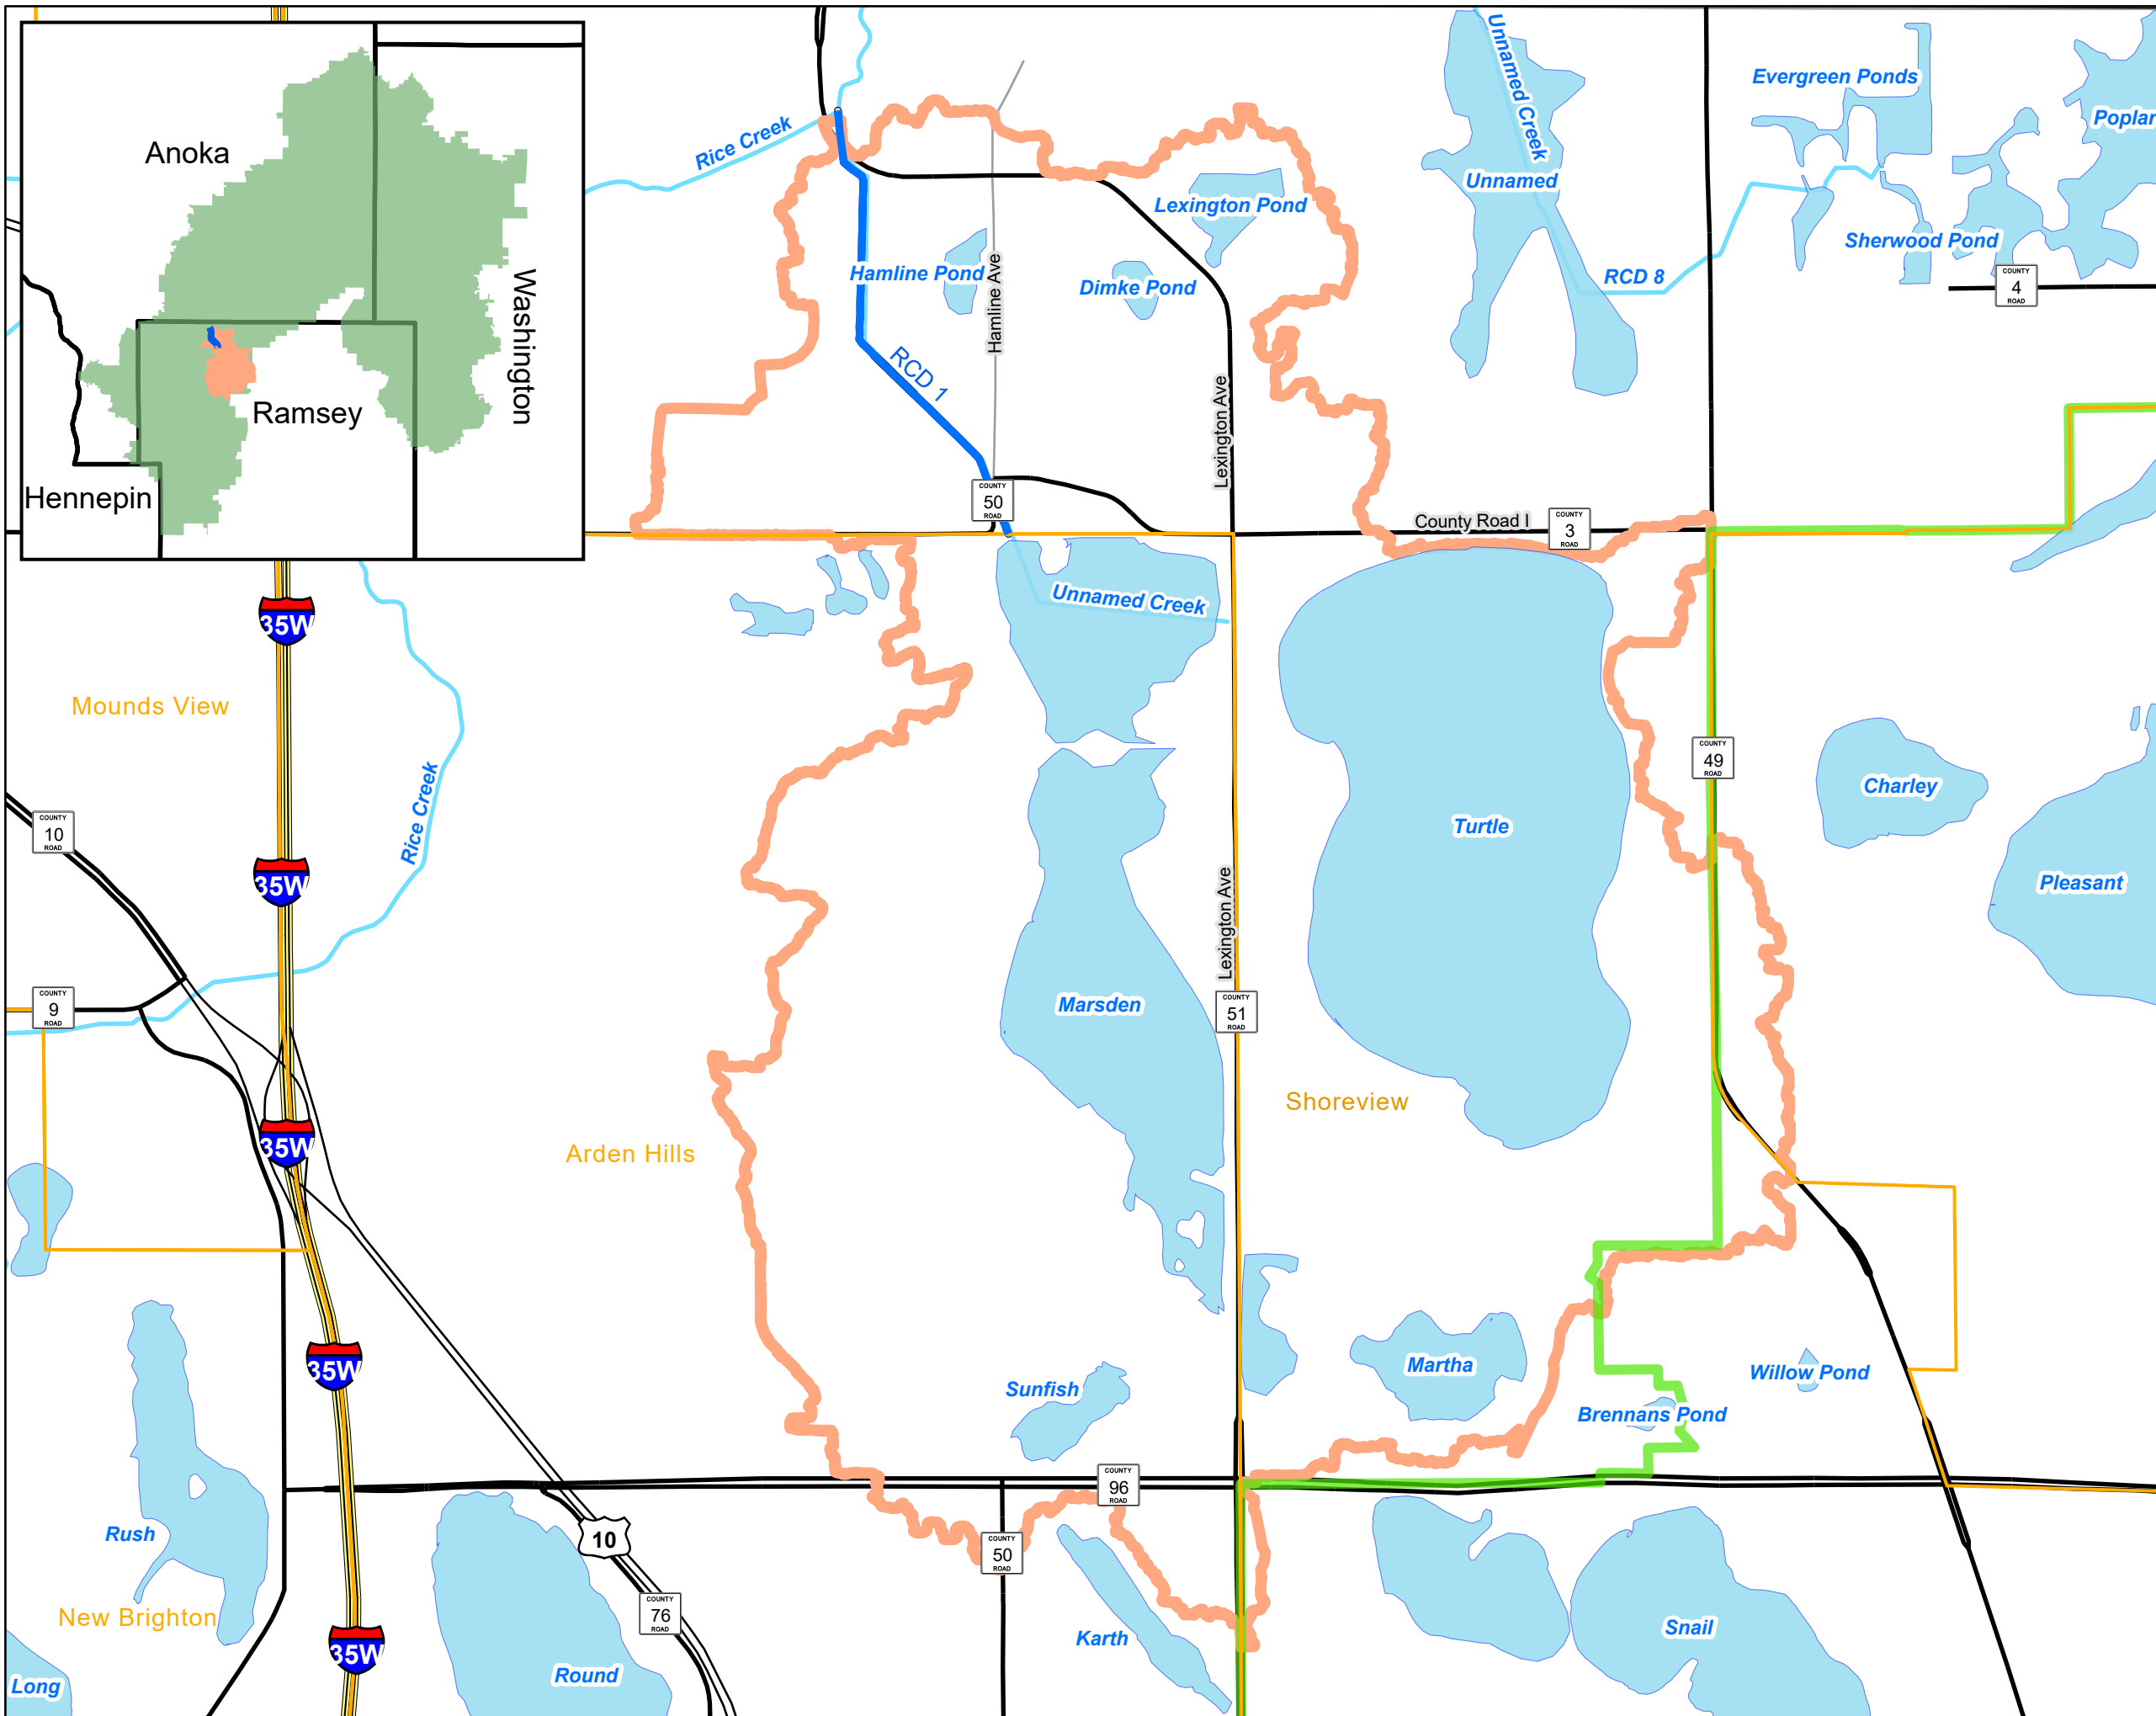 Anoka
Washington
Ramsey
Hennepin
Rice Creek
Unnamed Creek
Evergreen Ponds
Poplar
Unnamed
Lexington Pond
Sherwood Pond
Hamline Pond
Dimke Pond
RCD 8
COUNTY
4
ROAD
Hamline Ave
RCD 1
Lexington Ave
COUNTY
50
ROAD
County Road I
COUNTY
3
ROAD
35W
Unnamed Creek
Mounds View
COUNTY
49
ROAD
Charley
Rice Creek
COUNTY
10
ROAD
Turtle
35W
Pleasant
Lexington Ave
COUNTY
9
ROAD
Marsden
COUNTY
51
ROAD
Shoreview
35W
Arden Hills
35W
Martha
Willow Pond
Sunfish
Brennans Pond
COUNTY
96
ROAD
Rush
10
COUNTY
50
ROAD
New Brighton
COUNTY
76
ROAD
Karth
Snail
35W
Long
Round